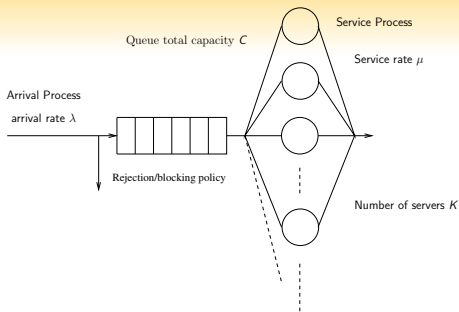 Service Process
Queue total capacity C
Service rate μ
Arrival Process
arrival rate λ
Rejection/blocking policy
Number of servers K